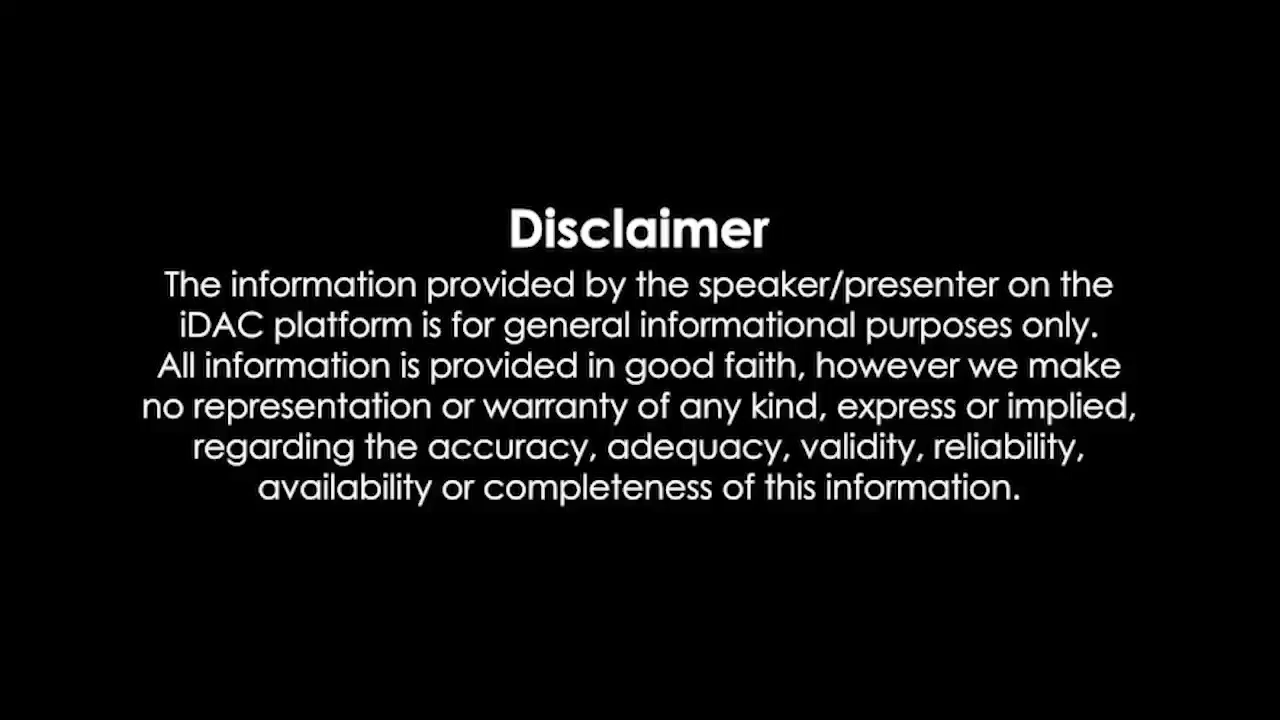 Disclaimer
The information provided by the speaker/presenter on the
iDAC platform is for general informational purposes only.
All information is provided in good faith, however we make
no representation or warranty of any kind, express or implied,
regarding the accuracy, adequacy, validity, reliability,
availability or completeness of this information.